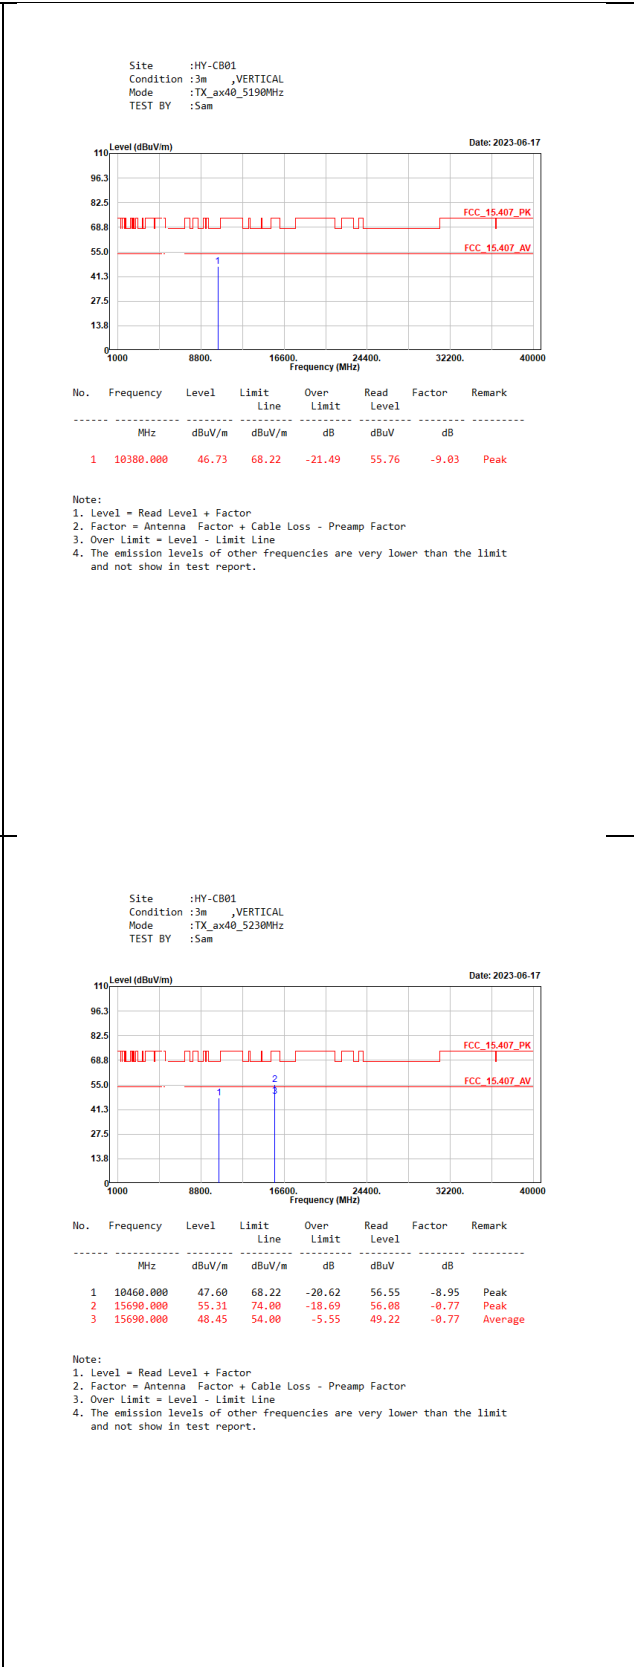 Site      :HY-CB01
Condition :3m    ,VERTICAL
Mode      :TX_ax40_5190MHz
TEST BY   :Sam
Level (dBuV/m) Date: 2023-06-17
110
96.3
82.5 FCC_15.407_PK
68.8
55.0 FCC_15.407_AV
1
41.3
27.5
13.8
0
1000 8800. 16600. 24400. 32200. 40000
Frequency (MHz)
No. Frequency Level Limit Over Read Factor Remark
Line Limit Level
------ ----------- -------- --------- --------- -------- -------- ---------
MHz dBuV/m dBuV/m dB dBuV dB
1 10380.000 46.73 68.22 -21.49 55.76 -9.03 Peak
Note:
1. Level = Read Level + Factor
2. Factor = Antenna  Factor + Cable Loss - Preamp Factor
3. Over Limit = Level - Limit Line
4. The emission levels of other frequencies are very lower than the limit
and not show in test report.
Site      :HY-CB01
Condition :3m    ,VERTICAL
Mode      :TX_ax40_5230MHz
TEST BY   :Sam
Level (dBuV/m) Date: 2023-06-17
110
96.3
82.5 FCC_15.407_PK
68.8
55.0 2 FCC_15.407_AV
1 3
41.3
27.5
13.8
0
1000 8800. 16600. 24400. 32200. 40000
Frequency (MHz)
No. Frequency Level Limit Over Read Factor Remark
Line Limit Level
------ ----------- -------- --------- --------- -------- -------- ---------
MHz dBuV/m dBuV/m dB dBuV dB
1 10460.000 47.60 68.22 -20.62 56.55 -8.95 Peak
2 15690.000 55.31 74.00 -18.69 56.08 -0.77 Peak
3 15690.000 48.45 54.00 -5.55 49.22 -0.77 Average
Note:
1. Level = Read Level + Factor
2. Factor = Antenna  Factor + Cable Loss - Preamp Factor
3. Over Limit = Level - Limit Line
4. The emission levels of other frequencies are very lower than the limit
and not show in test report.